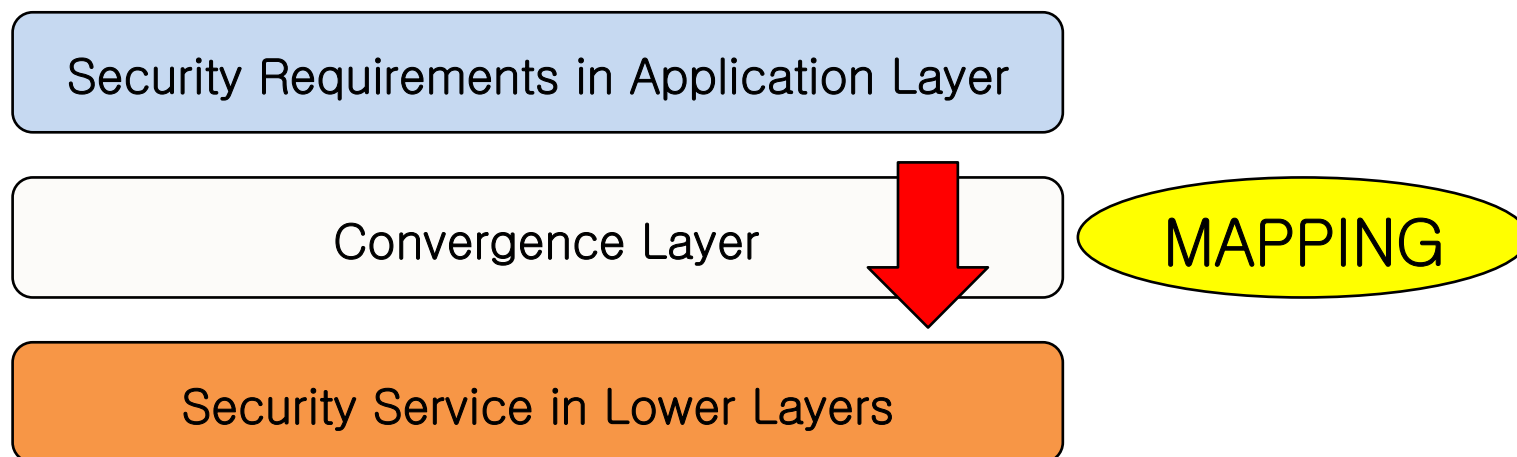 Security Requirements in Application Layer
Convergence Layer
MAPPING
Security Service in Lower Layers